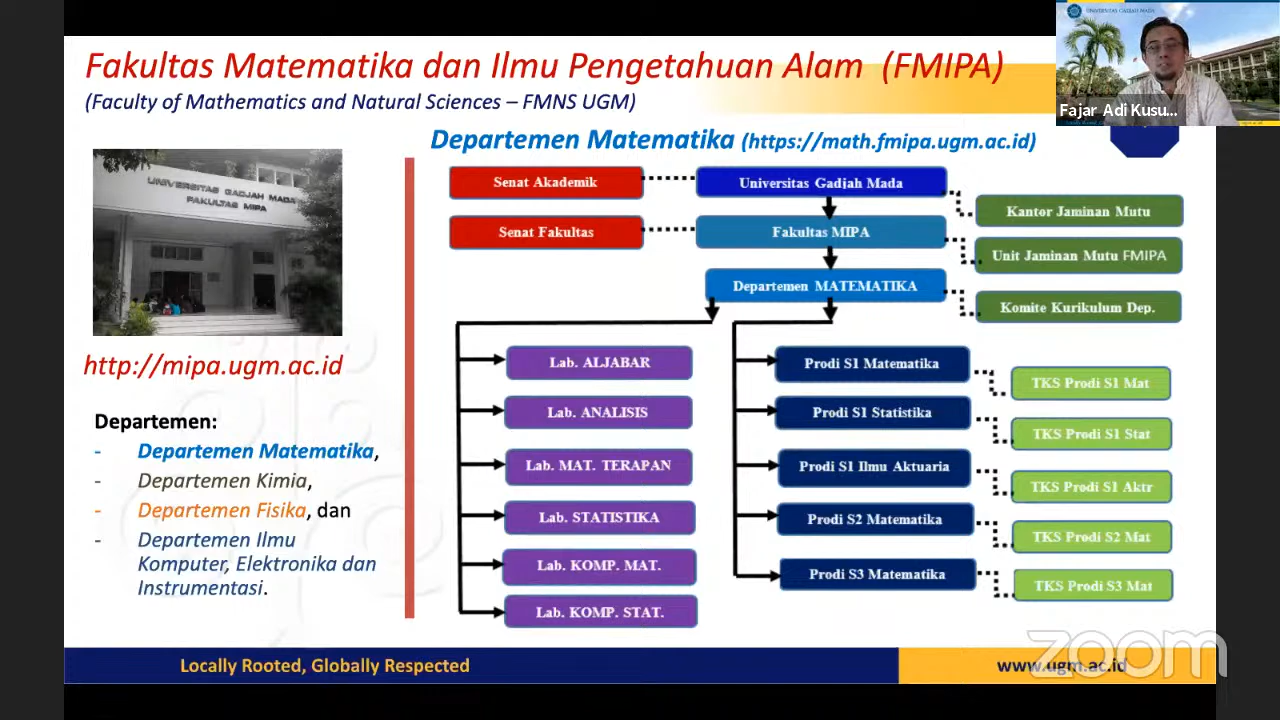 Fakultas Matematika dan Ilmu Pengetahuan Alam (FMIPA)
(Faculty of Mathematics and Natural Sciences – FMNS UGM)
UNIVERSITAS GADJAH MADA
Fajar Adi Kusu...
Departemen Matematika (https://math.fmipa.ugm.ac.id)
UNIVERSITAS GADJAH MADA
FAKULTAS MIPA
http://mipa.ugm.ac.id
Departemen:
- Departemen Matematika,
- Departemen Kimia,
- Departemen Fisika, dan
- Departemen Ilmu
Komputer, Elektronika dan
Instrumentasi.
Senat Akademik
Universitas Gadjah Mada
Kantor Jaminan Mutu
Senat Fakultas
Fakultas MIPA
Unit Jaminan Mutu FMIPA
Departemen MATEMATIKA
Komite Kurikulum Dep.
Lab. ALJABAR
Lab. ANALISIS
Lab. MAT. TERAPAN
Lab. STATISTIKA
Lab. KOMP. MAT.
Lab. KOMP. STAT.
Prodi S1 Matematika
Prodi S1 Statistika
Prodi S1 Ilmu Aktuaria
Prodi S2 Matematika
Prodi S3 Matematika
TKS Prodi S1 Mat
TKS Prodi S1 Stat
TKS Prodi S1 Aktr
TKS Prodi S2 Mat
TKS Prodi S3 Mat
Locally Rooted, Globally Respected
www.ugm.ac.id
zoom